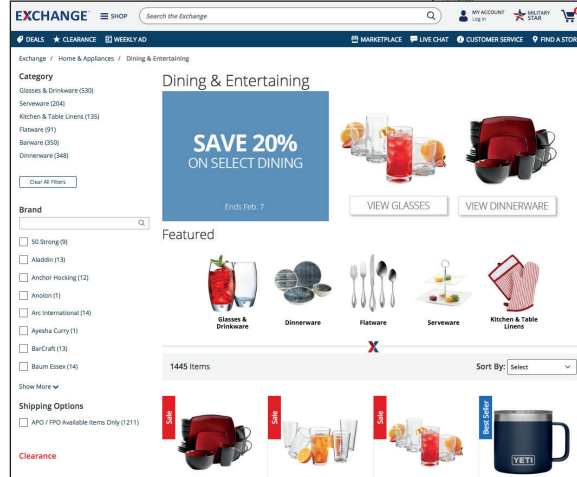 EXCHANGE
SHOP
Search the Exchange
MY ACCOUNT
Log In
MILITARY
STAR
DEALS
CLEARANCE
WEEKLY AD
MARKETPLACE
LIVE CHAT
CUSTOMER SERVICE
FIND A STOR
Exchange / Home & Appliances / Dining & Entertaining
Category
Glasses & Drinkware (530)
Serveware (204)
Kitchen & Table Linens (135)
Flatware (91)
Barware (350)
Dinnerware (348)
Clear All Filters
Brand
50 Strong (9)
Aladdin (13)
Anchor Hocking (12)
Anolon (1)
Arc International (14)
Ayesha Curry (1)
BarCraft (13)
Baum Essex (14)
Show More
Shipping Options
APO / FPO Available Items Only (1211)
Clearance
Dining & Entertaining
SAVE 20%
ON SELECT DINING
Ends Feb. 7
VIEW GLASSES
VIEW DINNERWARE
Featured
Glasses &
Drinkware
Dinnerware
Flatware
Serveware
Kitchen & Table
Linens
X
1445 Items
Sort By:
Select
Sale
Sale
Sale
Best Seller
YETI